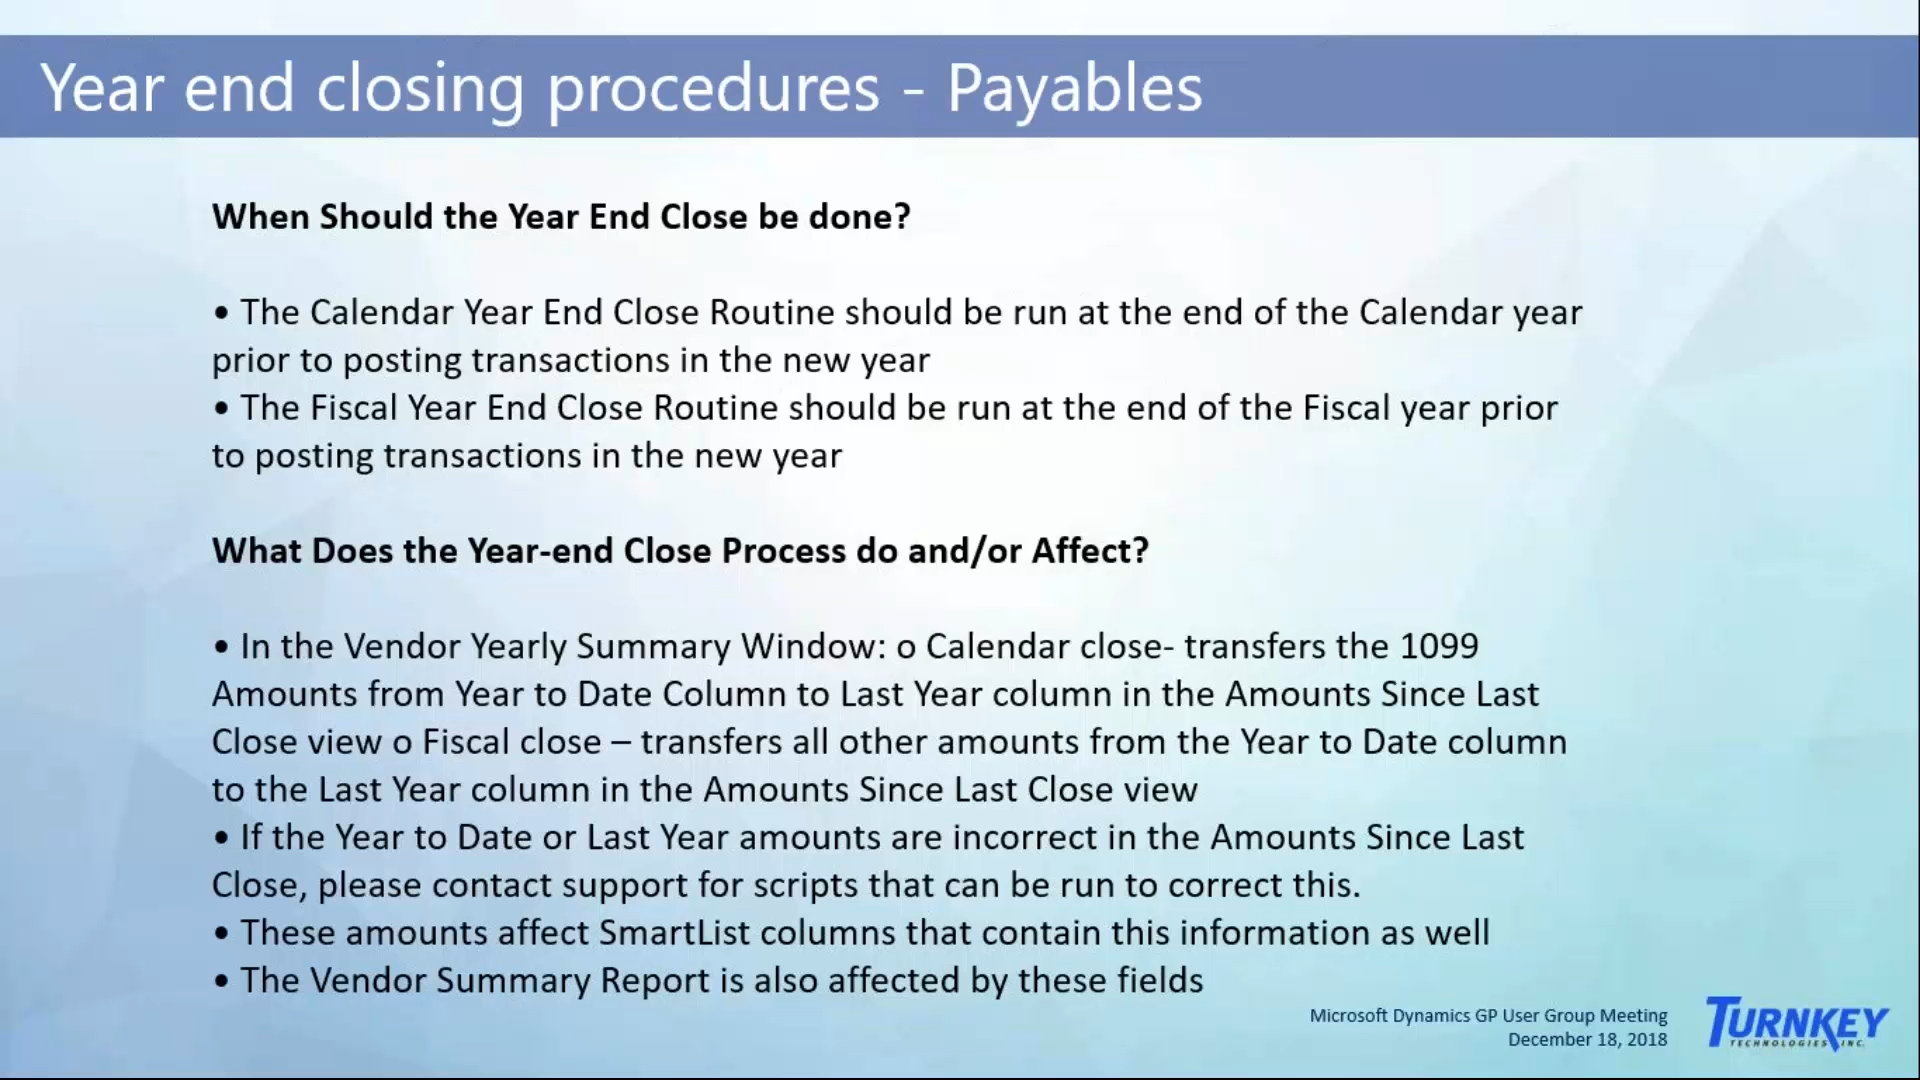 Year end closing procedures - Payables
When Should the Year End Close be done?
• The Calendar Year End Close Routine should be run at the end of the Calendar year
prior to posting transactions in the new year
• The Fiscal Year End Close Routine should be run at the end of the Fiscal year prior
to posting transactions in the new year
What Does the Year-end Close Process do and/or Affect?
• In the Vendor Yearly Summary Window: o Calendar close- transfers the 1099
Amounts from Year to Date Column to Last Year column in the Amounts Since Last
Close view o Fiscal close – transfers all other amounts from the Year to Date column
to the Last Year column in the Amounts Since Last Close view
• If the Year to Date or Last Year amounts are incorrect in the Amounts Since Last
Close, please contact support for scripts that can be run to correct this.
• These amounts affect SmartList columns that contain this information as well
• The Vendor Summary Report is also affected by these fields
Microsoft Dynamics GP User Group Meeting
December 18, 2018
TURNKEY
TECHNOLOGIES, INC.